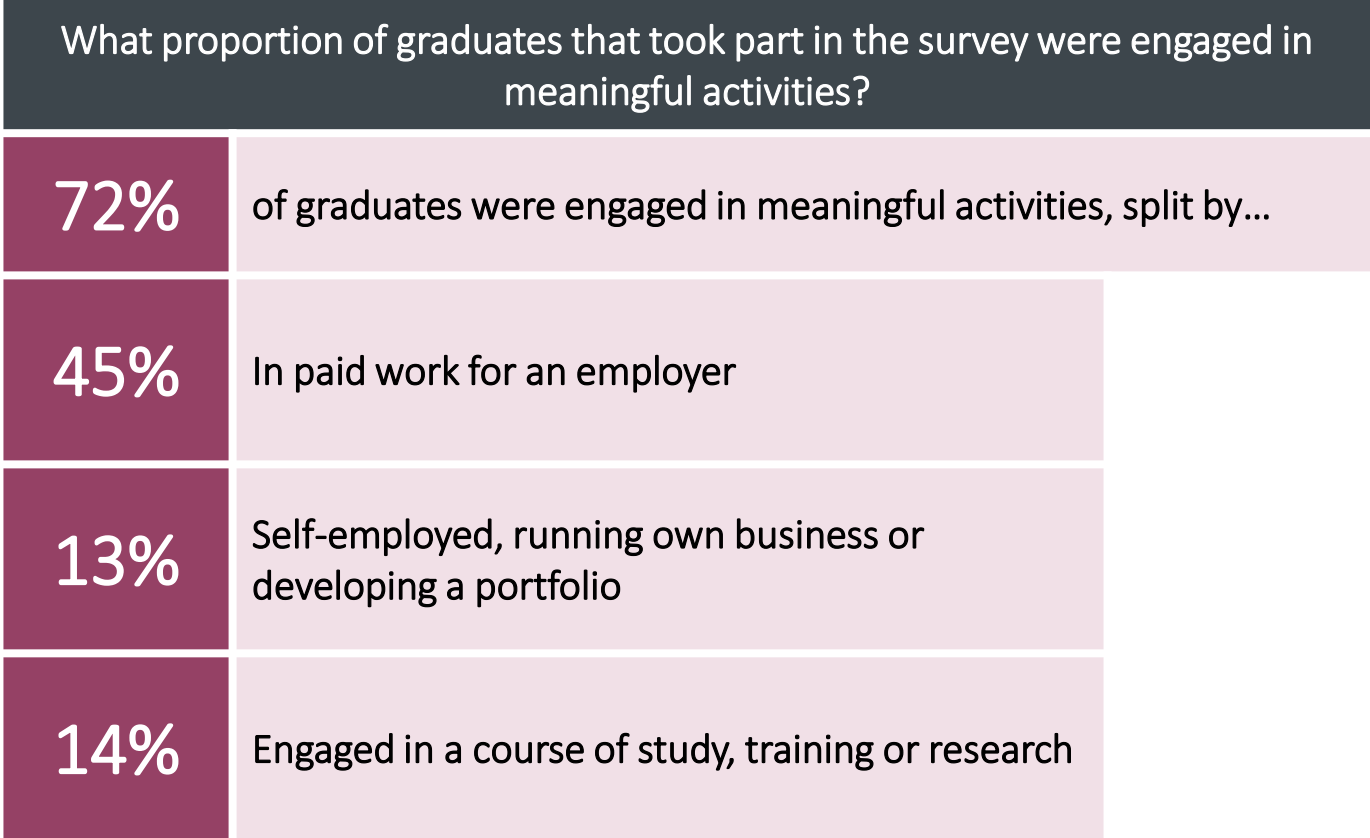 What proportion of graduates that took part in the survey were engaged in
meaningful activities?
72%
of graduates were engaged in meaningful activities, split by...
45%
In paid work for an employer
13%
Self-employed, running own business or
developing a portfolio
14%
Engaged in a course of study, training or research